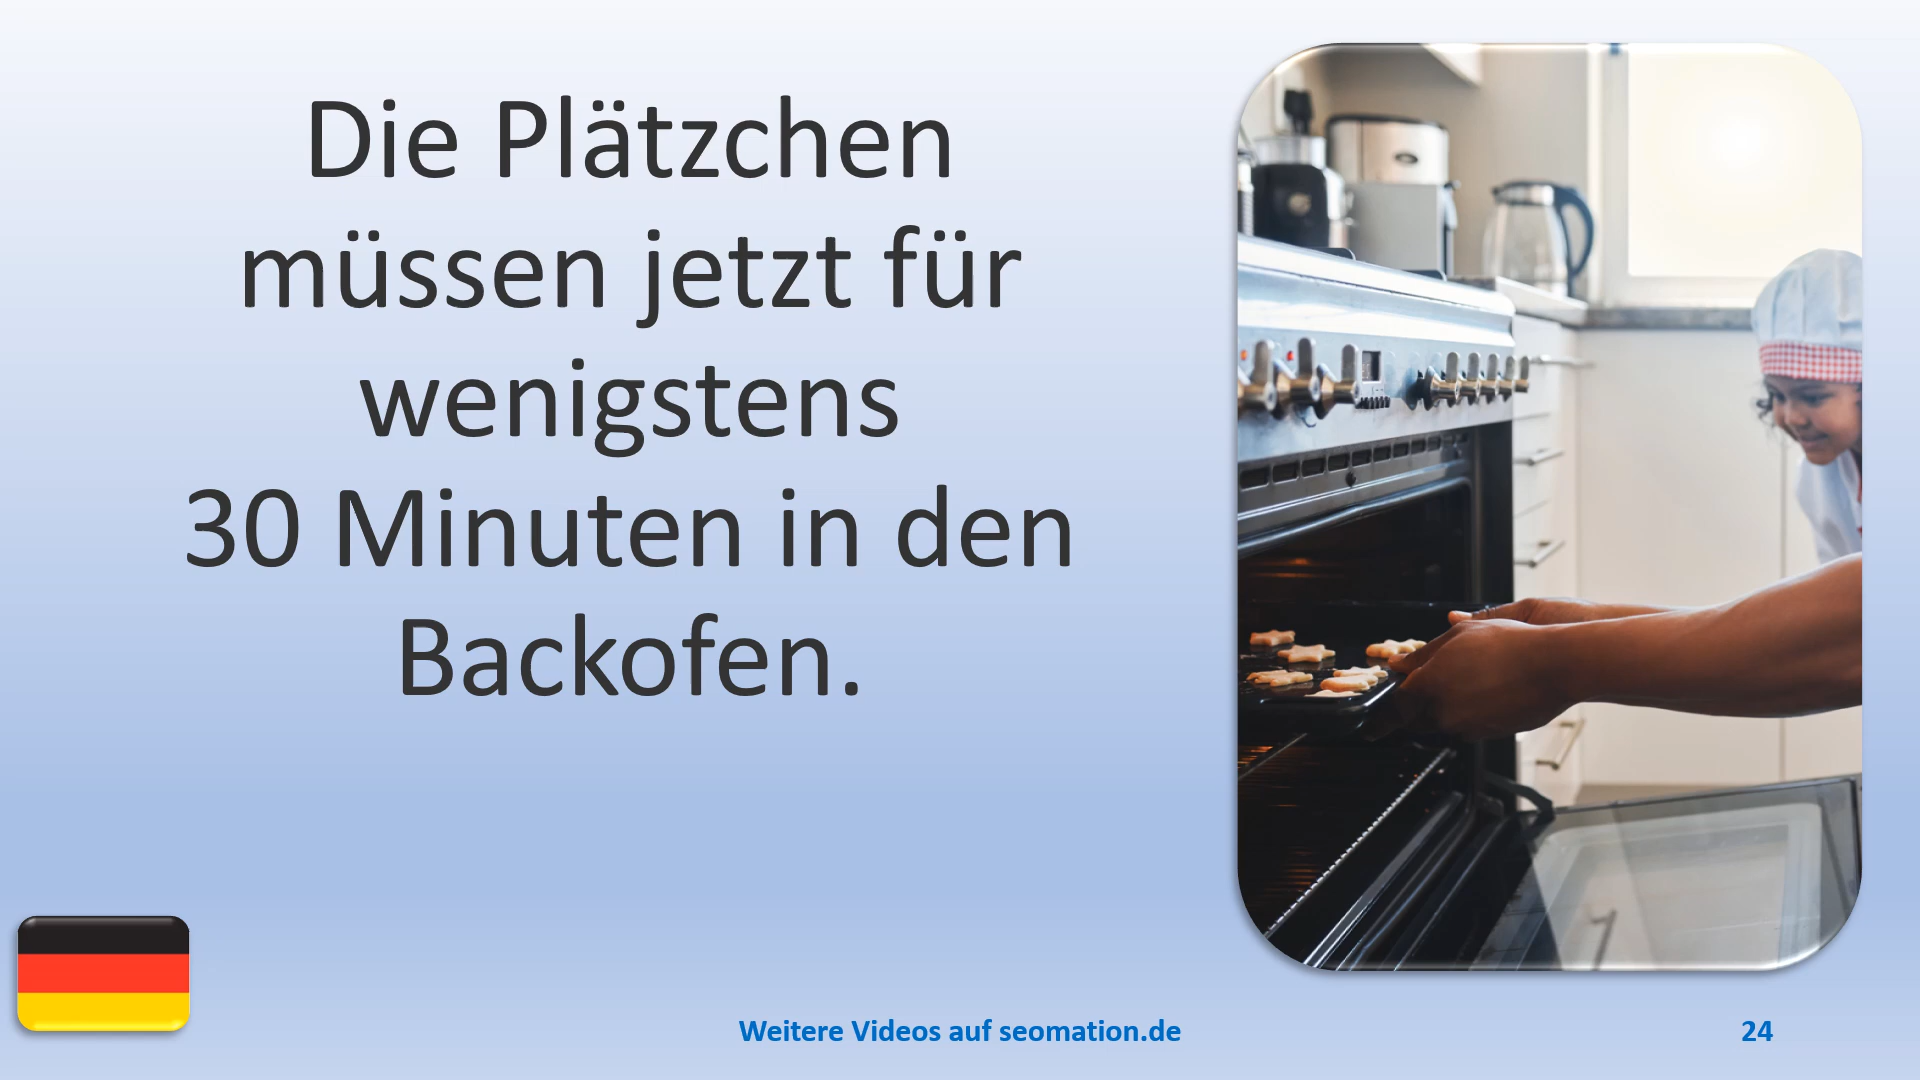 Die Plätzchen
müssen jetzt für
wenigstens
30 Minuten in den
Backofen.
Weitere Videos auf seomation.de
24